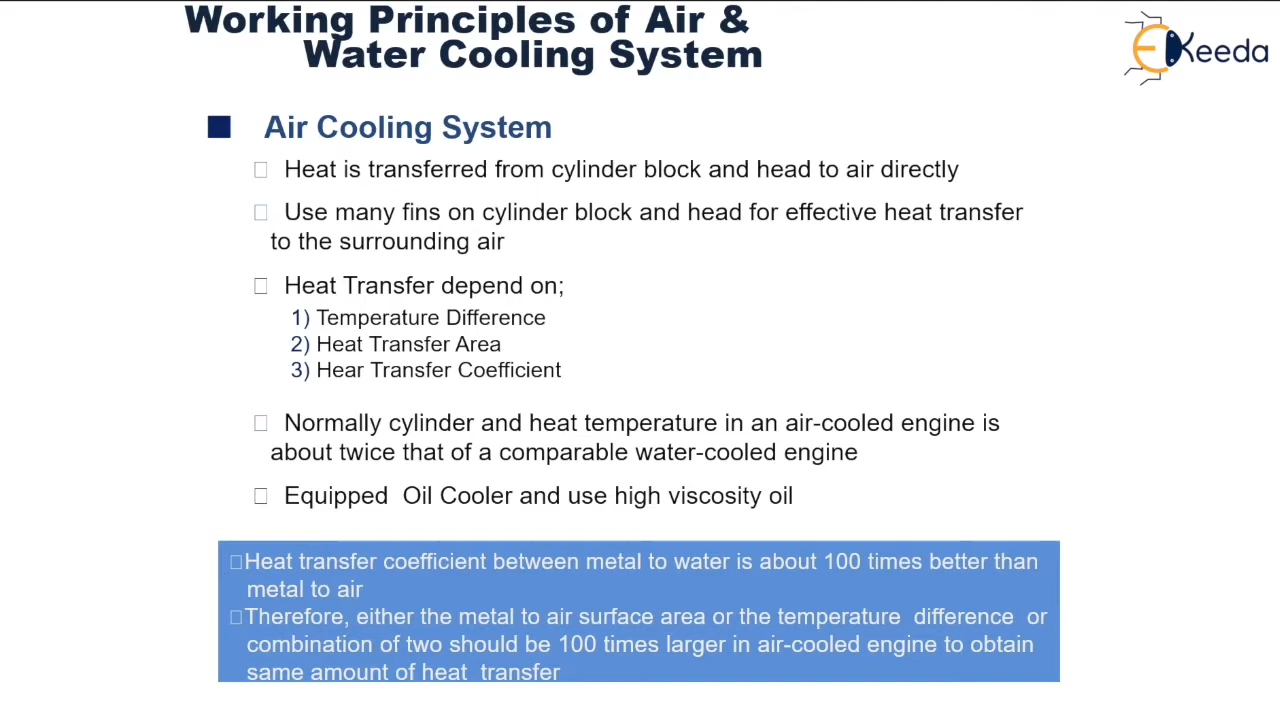 Working Principles of Air &
Water Cooling System
EKeeda
Air Cooling System
Heat is transferred from cylinder block and head to air directly
Use many fins on cylinder block and head for effective heat transfer
to the surrounding air
Heat Transfer depend on;
1) Temperature Difference
2) Heat Transfer Area
3) Hear Transfer Coefficient
Normally cylinder and heat temperature in an air-cooled engine is
about twice that of a comparable water-cooled engine
Equipped Oil Cooler and use high viscosity oil
Heat transfer coefficient between metal to water is about 100 times better than
metal to air
Therefore, either the metal to air surface area or the temperature difference or
combination of two should be 100 times larger in air-cooled engine to obtain
same amount of heat transfer